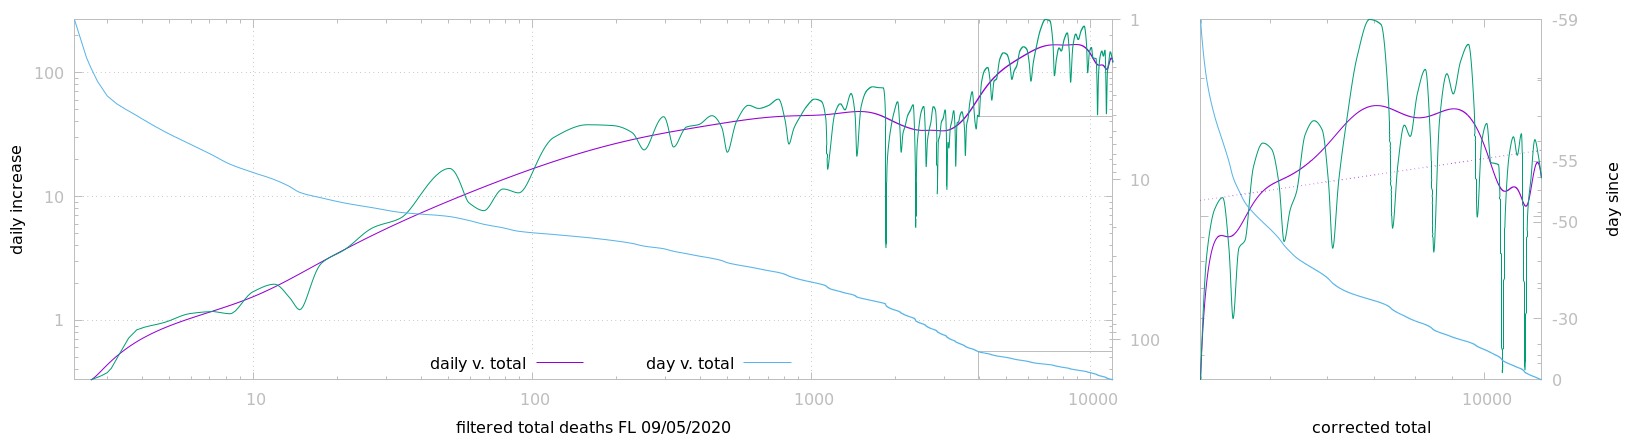 daily increase
100
10
1
daily v. total
day v. total
10
100
1000
10000
1
10
100
filtered total deaths FL 09/05/2020
-59
-55
-50
-30
0
day since
10000
corrected total